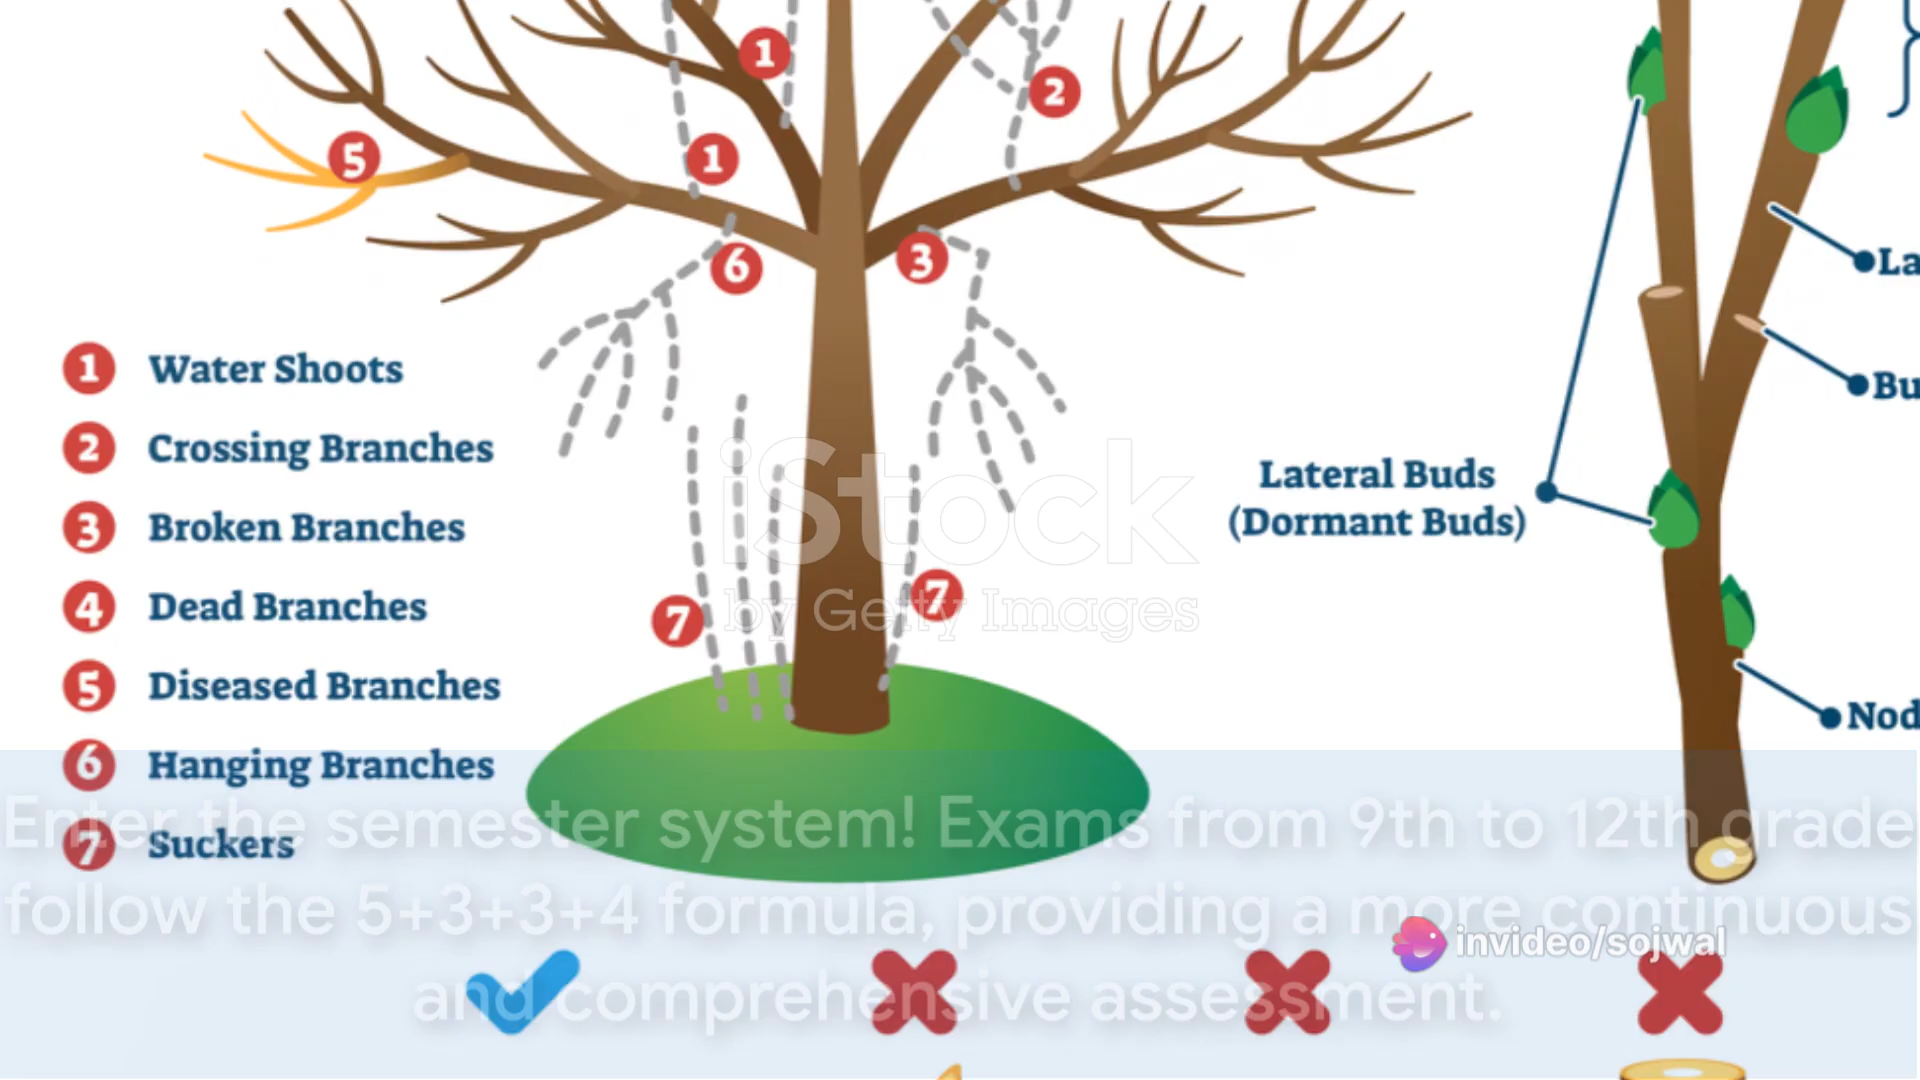 1
2
1
5
6
3
La
Bu
1 Water Shoots
2 Crossing Branches
3 Broken Branches
4 Dead Branches
5 Diseased Branches
6 Hanging Branches
7 Suckers
7
7
iStock
by Getty Images
Lateral Buds
(Dormant Buds)
Nod
Enter the semester system! Exams from 9th to 12th grade
follow the 5+3+3+4 formula, providing a more continuous
and comprehensive assessment.
invideo/sojwal